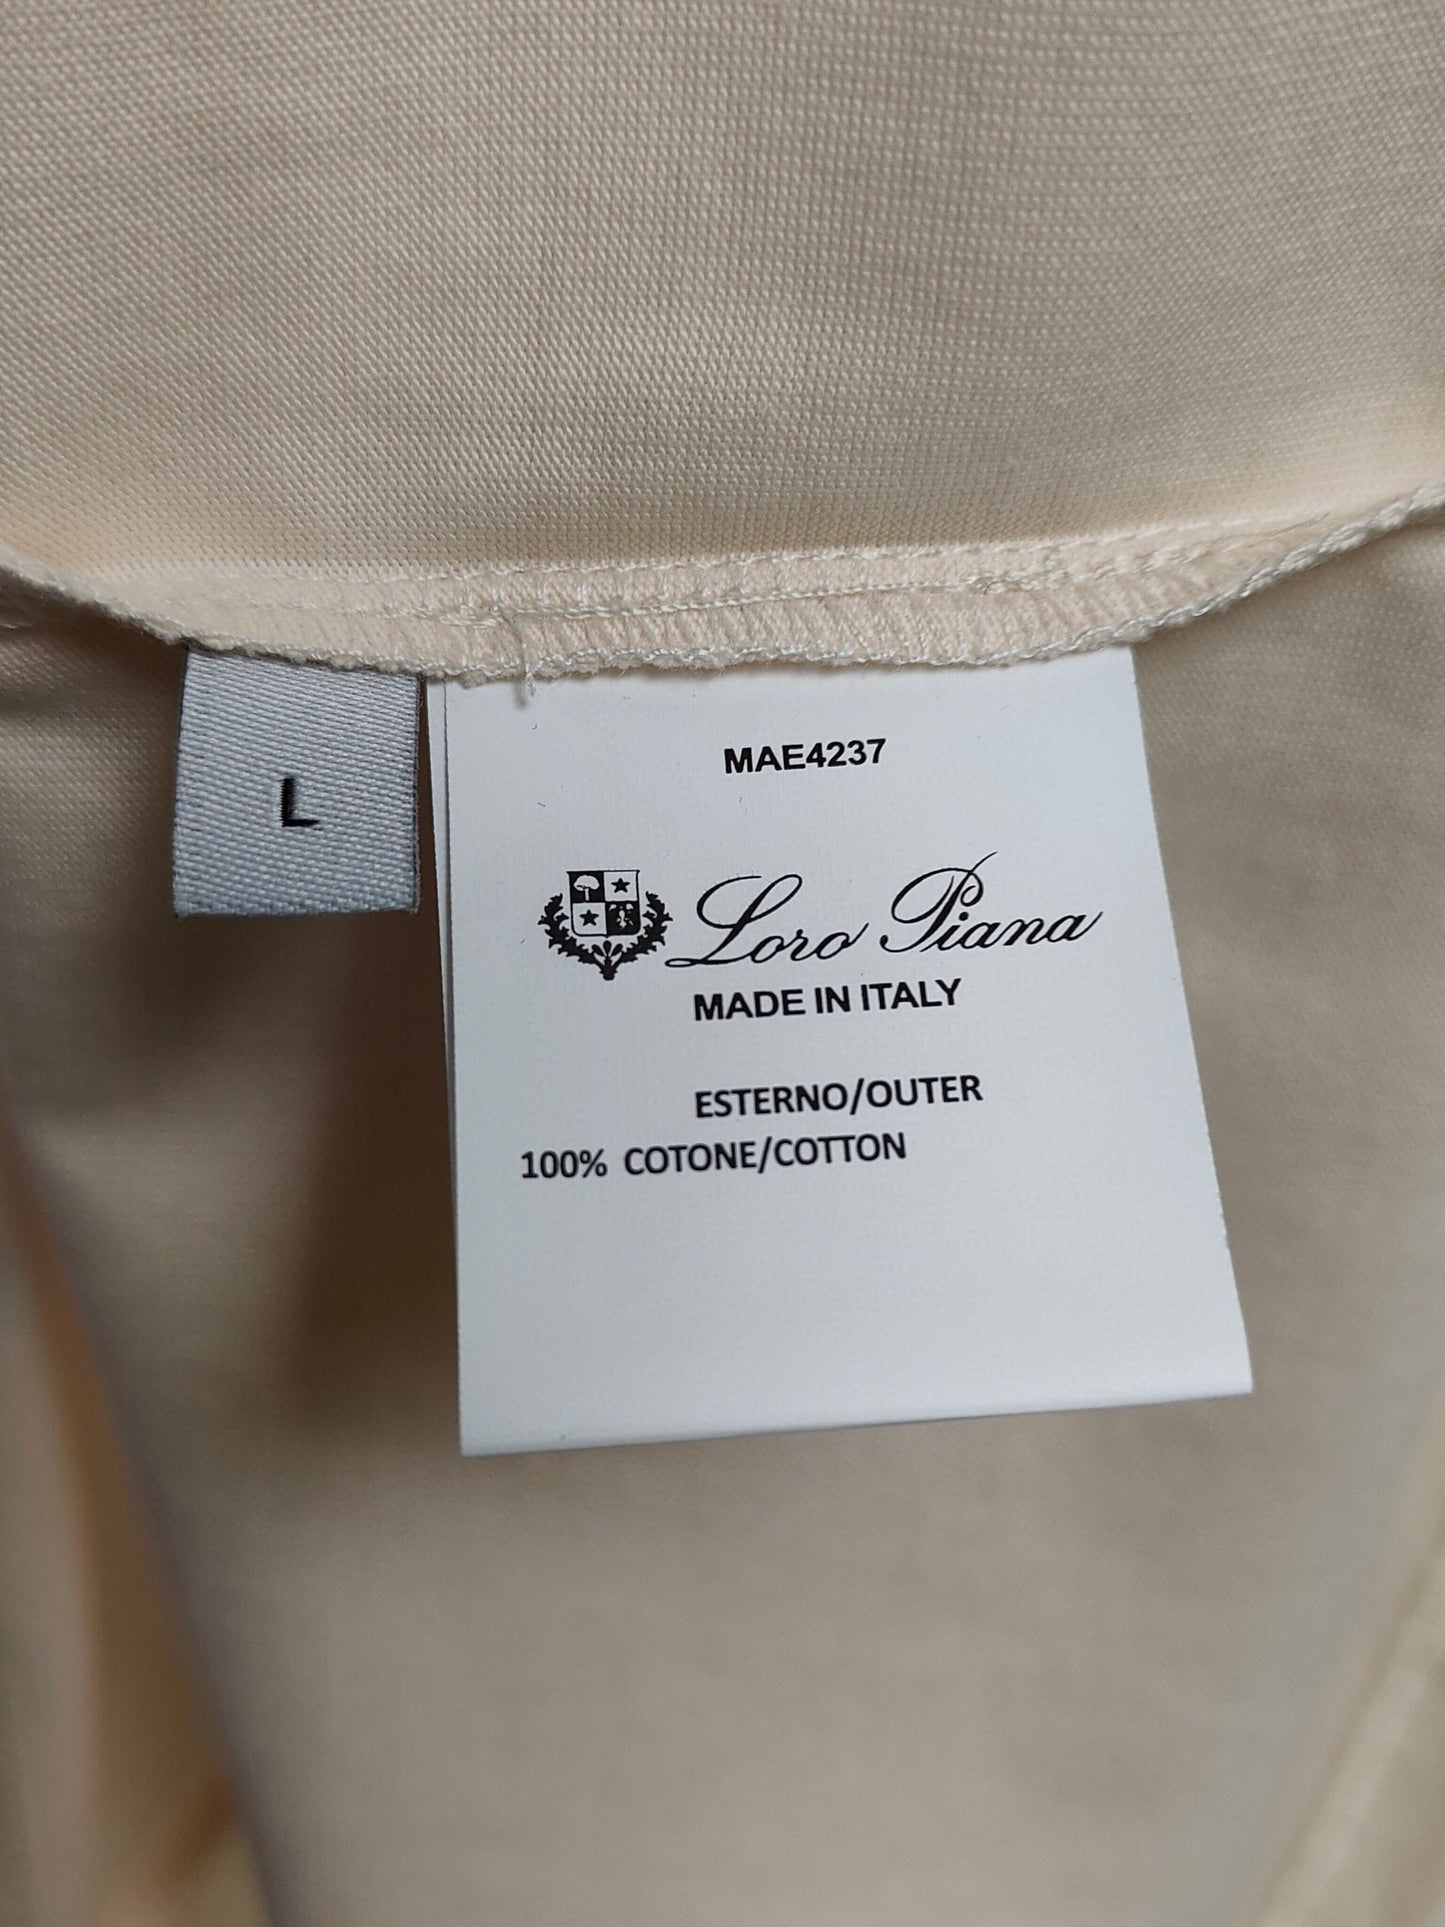 L
MAE4237
Loro Piana
MADE IN ITALY
ESTERNO/OUTER
100% COTONE/COTTON